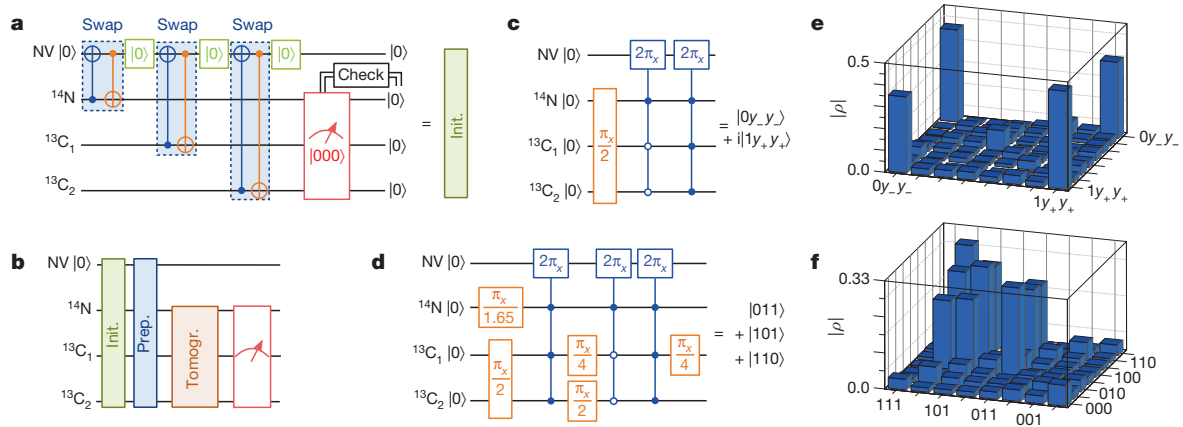 a
Swap Swap Swap
NV |0⟩ |0⟩ |0⟩ |0⟩ |0⟩
Check
¹⁴N |0⟩
¹³C₁ |000⟩ |0⟩
¹³C₂ |0⟩
= Init.
b
NV |0⟩
¹⁴N |0⟩
¹³C₁ |0⟩
¹³C₂ |0⟩
Init. Prep. Tomogr.
c
NV |0⟩ 2πₓ 2πₓ
¹⁴N |0⟩
¹³C₁ |0⟩ πₓ/2
¹³C₂ |0⟩
= |0y₋y₋⟩
+ i|1y₊y₊⟩
d
NV |0⟩ 2πₓ 2πₓ 2πₓ
¹⁴N |0⟩ πₓ/1.65
¹³C₁ |0⟩ πₓ/2 πₓ/4 πₓ/4
¹³C₂ |0⟩ πₓ/2
|011⟩
= + |101⟩
+ |110⟩
e
0.5
|ρ|
0.0
0y₋y₋
1y₊y₊
1y₊y₊
0y₋y₋
f
0.33
|ρ|
0.0
111 101 011 001
000 010 100 110